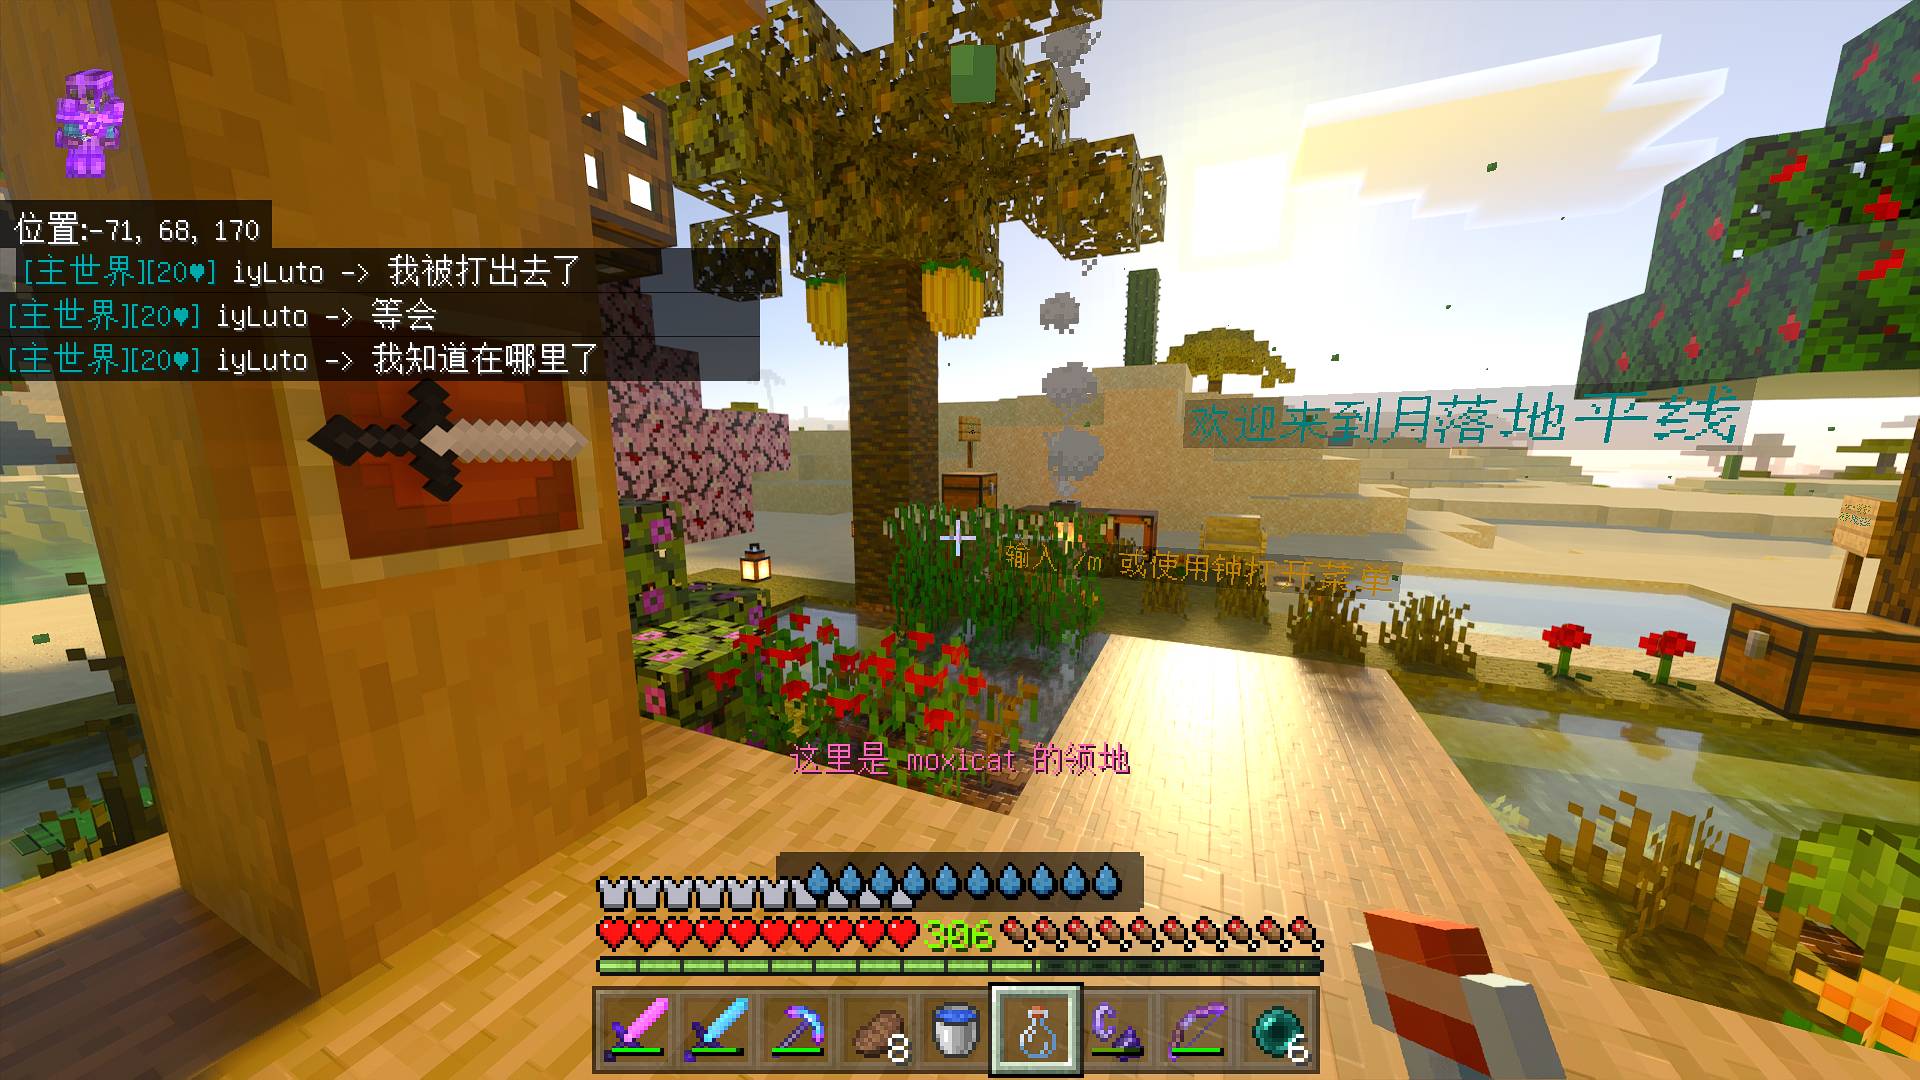 位置:-71, 68, 170
[主世界][20♥] iyLuto -> 我被打出去了
[主世界][20♥] iyLuto -> 等会
[主世界][20♥] iyLuto -> 我知道在哪里了
欢迎来到月落地平线
输入 /m 或使用钟打开菜单
这里是 moxicat 的领地
306
8
6